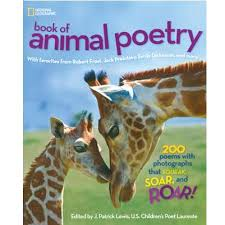 NATIONAL
GEOGRAPHIC
book of
animal poetry
With favorites from Robert Frost, Jack Prelutsky, Emily Dickinson, and more
200
poems with
photographs
that SQUEAK,
SOAR, and
ROAR!
Edited by J. Patrick Lewis, U.S. Children's Poet Laureate